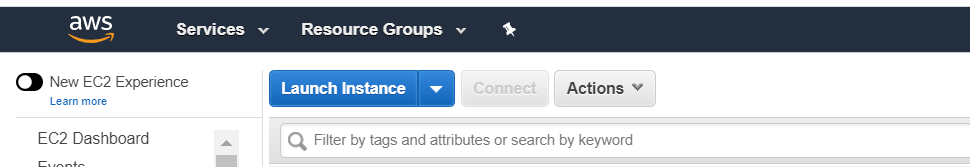 aws
Services Resource Groups
New EC2 Experience
Learn more
Launch Instance Connect Actions
EC2 Dashboard
Filter by tags and attributes or search by keyword
Events